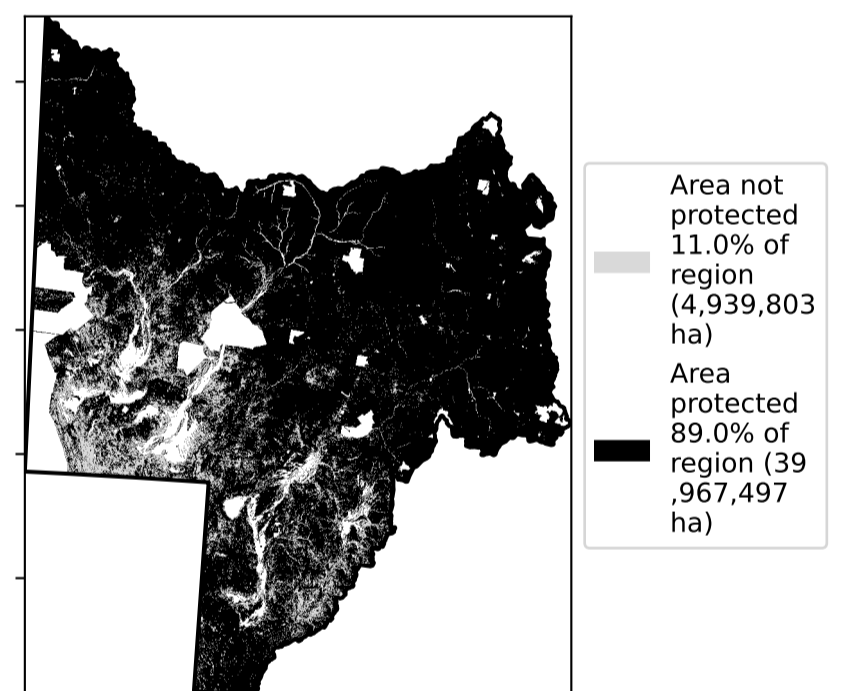 Area not
protected
11.0% of
region
(4,939,803
ha)
Area
protected
89.0% of
region (39
,967,497
ha)